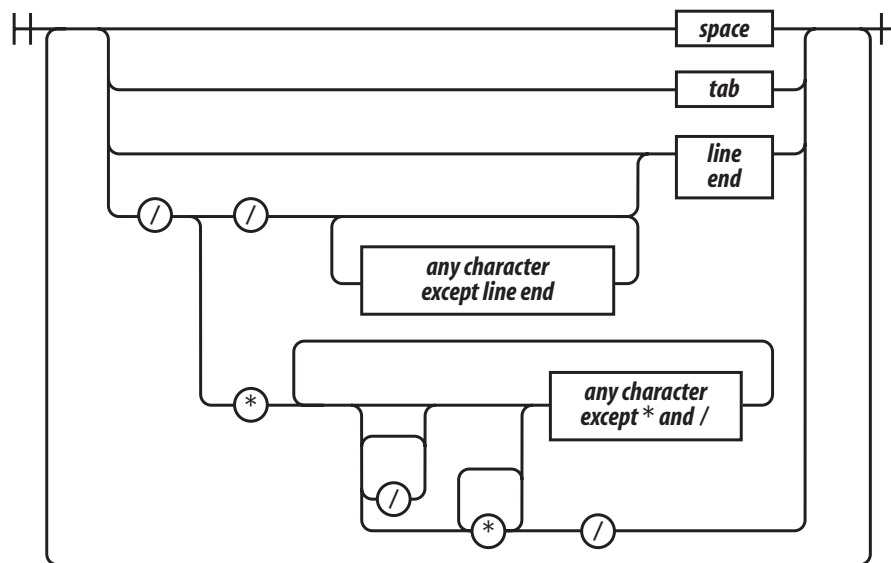 space
tab
line
end
/ /
any character
except line end
*
any character
except * and /
/
* /